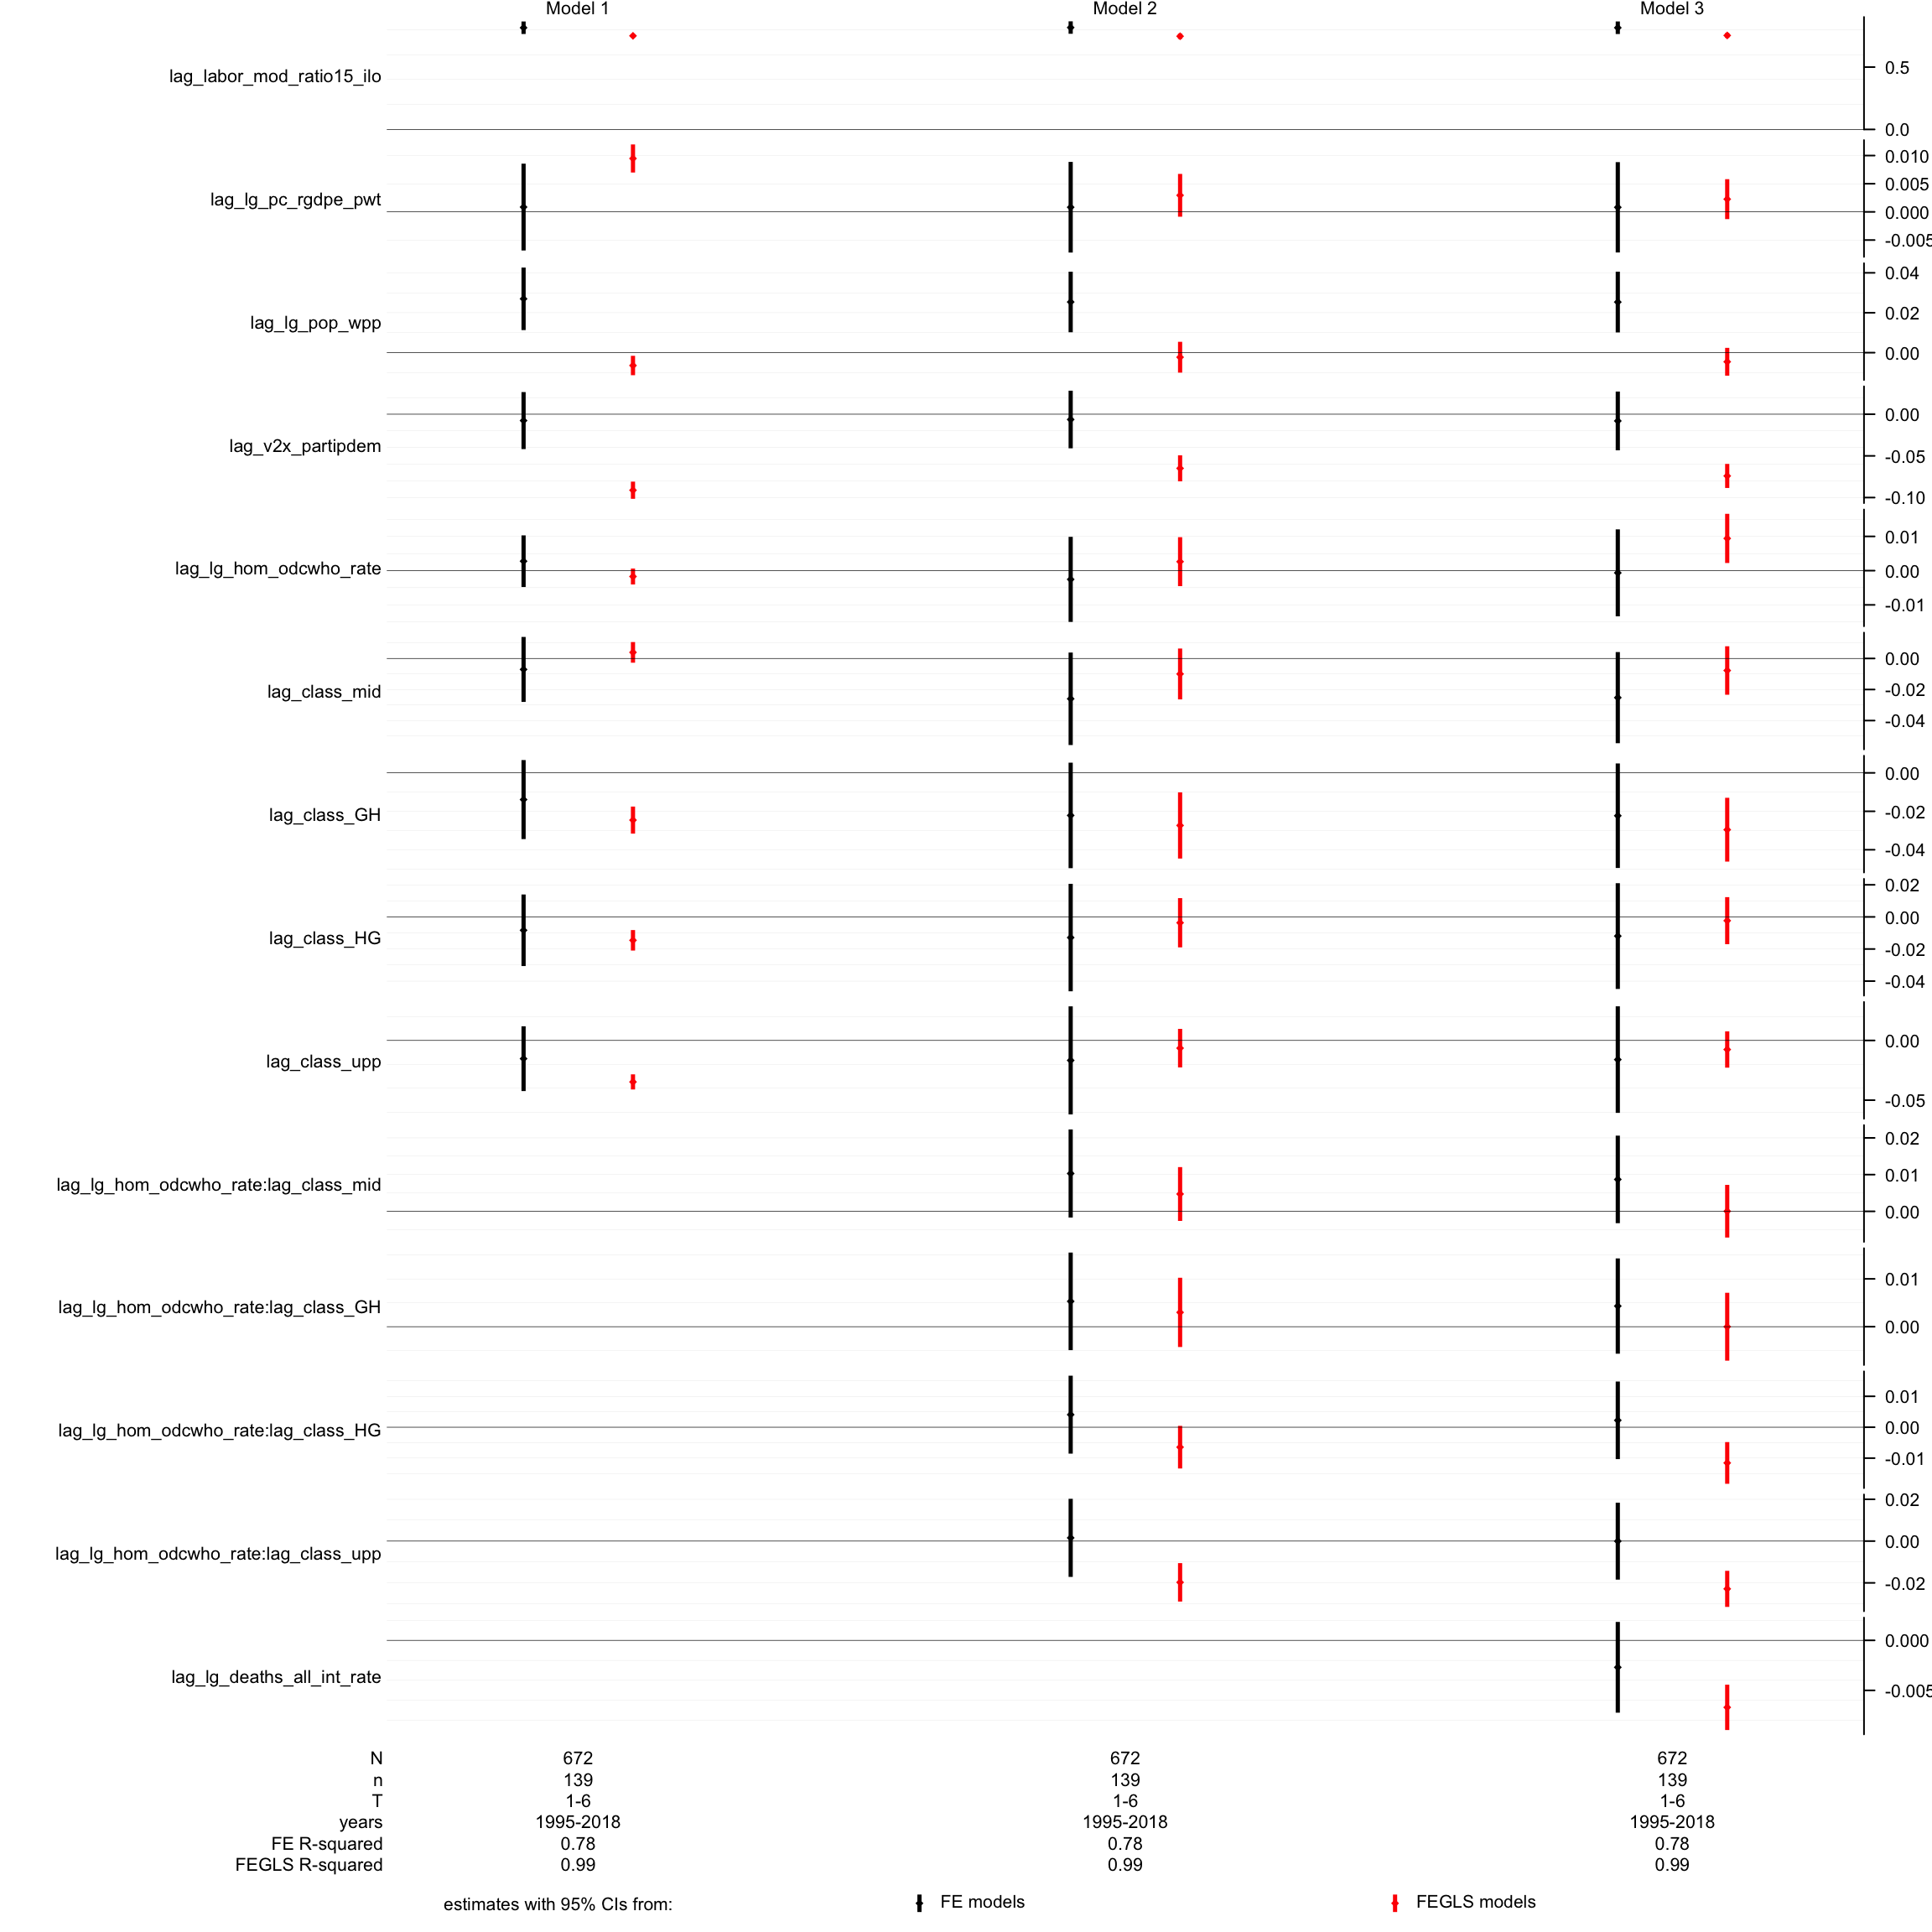 Model 1 Model 2 Model 3
lag_labor_mod_ratio15_ilo 0.5 0.0
lag_lg_pc_rgdpe_pwt 0.010 0.005 0.000 -0.005
lag_lg_pop_wpp 0.04 0.02 0.00
lag_v2x_partipdem 0.00 -0.05 -0.10
lag_lg_hom_odcwho_rate 0.01 0.00 -0.01
lag_class_mid 0.00 -0.02 -0.04
lag_class_GH 0.00 -0.02 -0.04
lag_class_HG 0.02 0.00 -0.02 -0.04
lag_class_upp 0.00 -0.05
lag_lg_hom_odcwho_rate:lag_class_mid 0.02 0.01 0.00
lag_lg_hom_odcwho_rate:lag_class_GH 0.01 0.00
lag_lg_hom_odcwho_rate:lag_class_HG 0.01 0.00 -0.01
lag_lg_hom_odcwho_rate:lag_class_upp 0.02 0.00 -0.02
lag_lg_deaths_all_int_rate 0.000 -0.005
N 672 672 672
n 139 139 139
T 1-6 1-6 1-6
years 1995-2018 1995-2018 1995-2018
FE R-squared 0.78 0.78 0.78
FEGLS R-squared 0.99 0.99 0.99
estimates with 95% CIs from: FE models FEGLS models